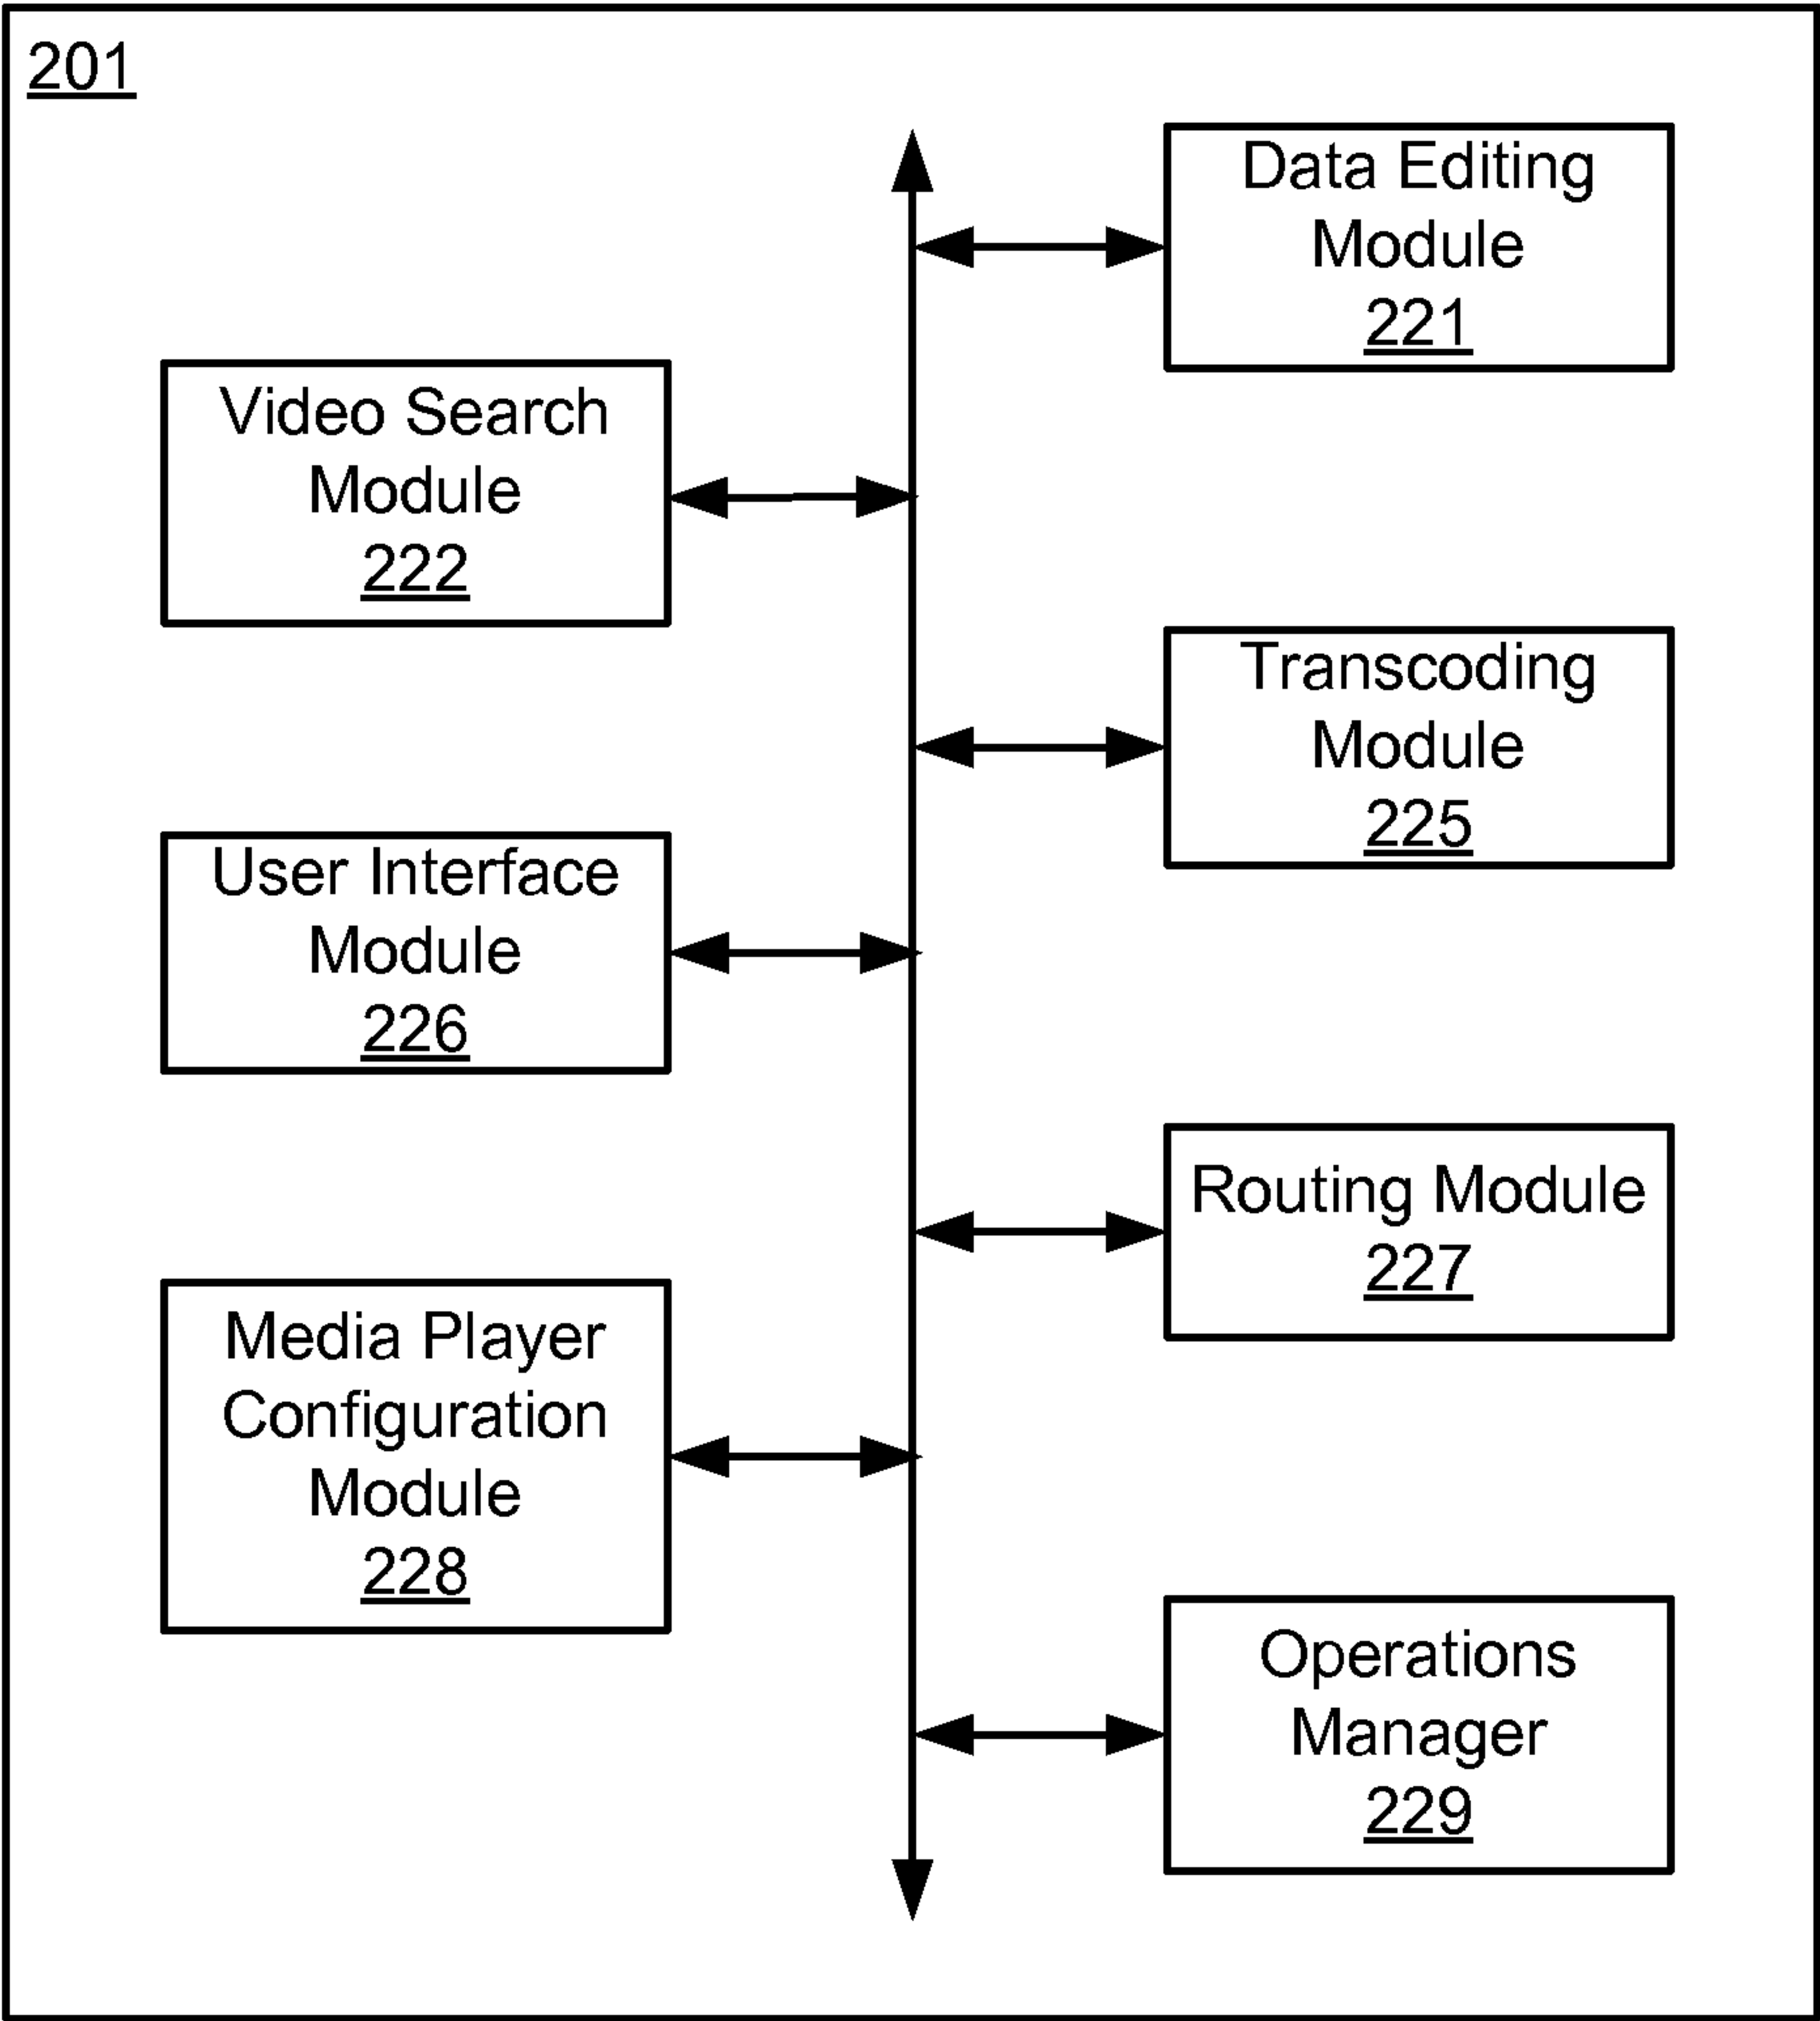 201
Data Editing
Module
221
Video Search
Module
222
Transcoding
Module
225
User Interface
Module
226
Routing Module
227
Media Player
Configuration
Module
228
Operations
Manager
229